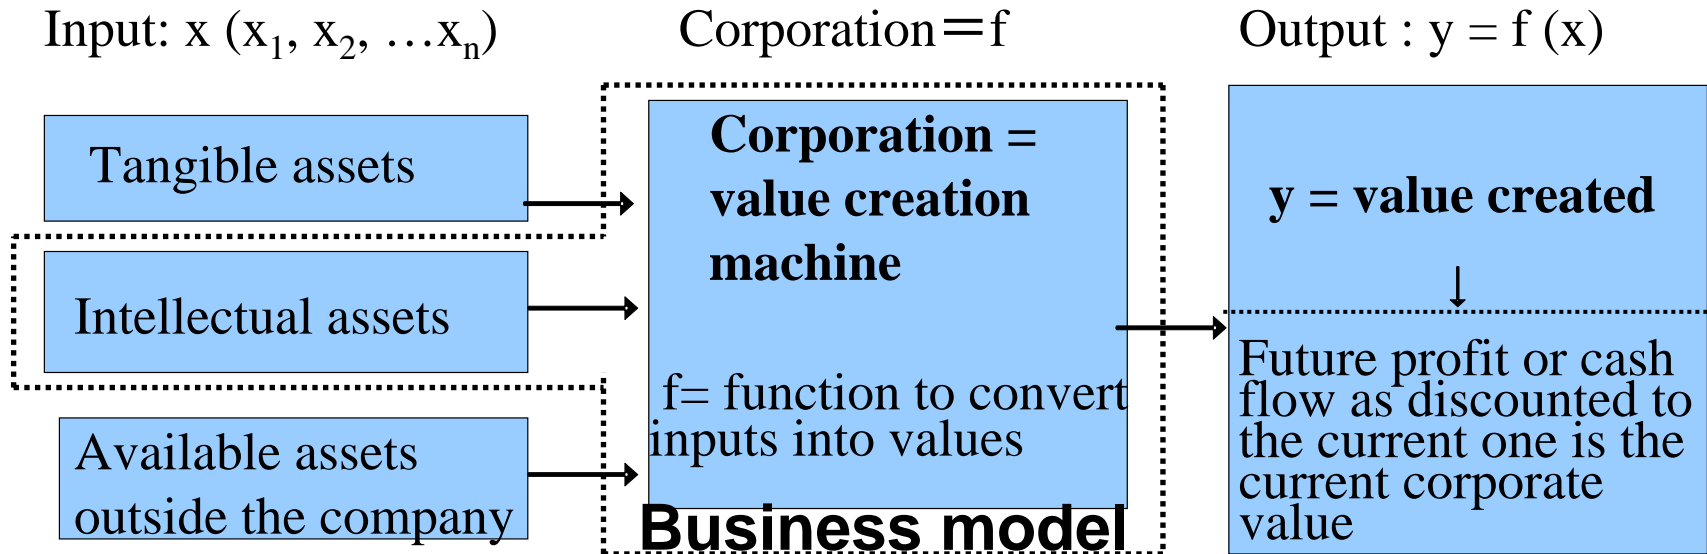 Input: x (x₁, x₂, …xₙ)
Corporation＝f
Output : y = f (x)
Tangible assets
Intellectual assets
Available assets
outside the company
Corporation =
value creation
machine
f= function to convert
inputs into values
Business model
y = value created
Future profit or cash
flow as discounted to
the current one is the
current corporate
value